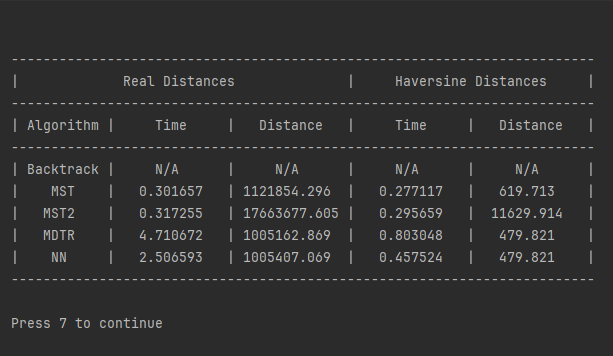 -------------------------------------------------------------------------
|             Real Distances              |     Haversine Distances     |
-------------------------------------------------------------------------
| Algorithm |     Time     |   Distance   |     Time     |   Distance   |
-------------------------------------------------------------------------
| Backtrack |     N/A      |     N/A      |     N/A      |     N/A      |
|    MST    |   0.301657   | 1121854.296  |   0.277117   |   619.713    |
|   MST2    |   0.317255   | 17663677.605 |   0.295659   |  11629.914   |
|   MDTR    |   4.710672   | 1005162.869  |   0.803048   |   479.821    |
|    NN     |   2.506593   | 1005407.069  |   0.457524   |   479.821    |
-------------------------------------------------------------------------
Press 7 to continue